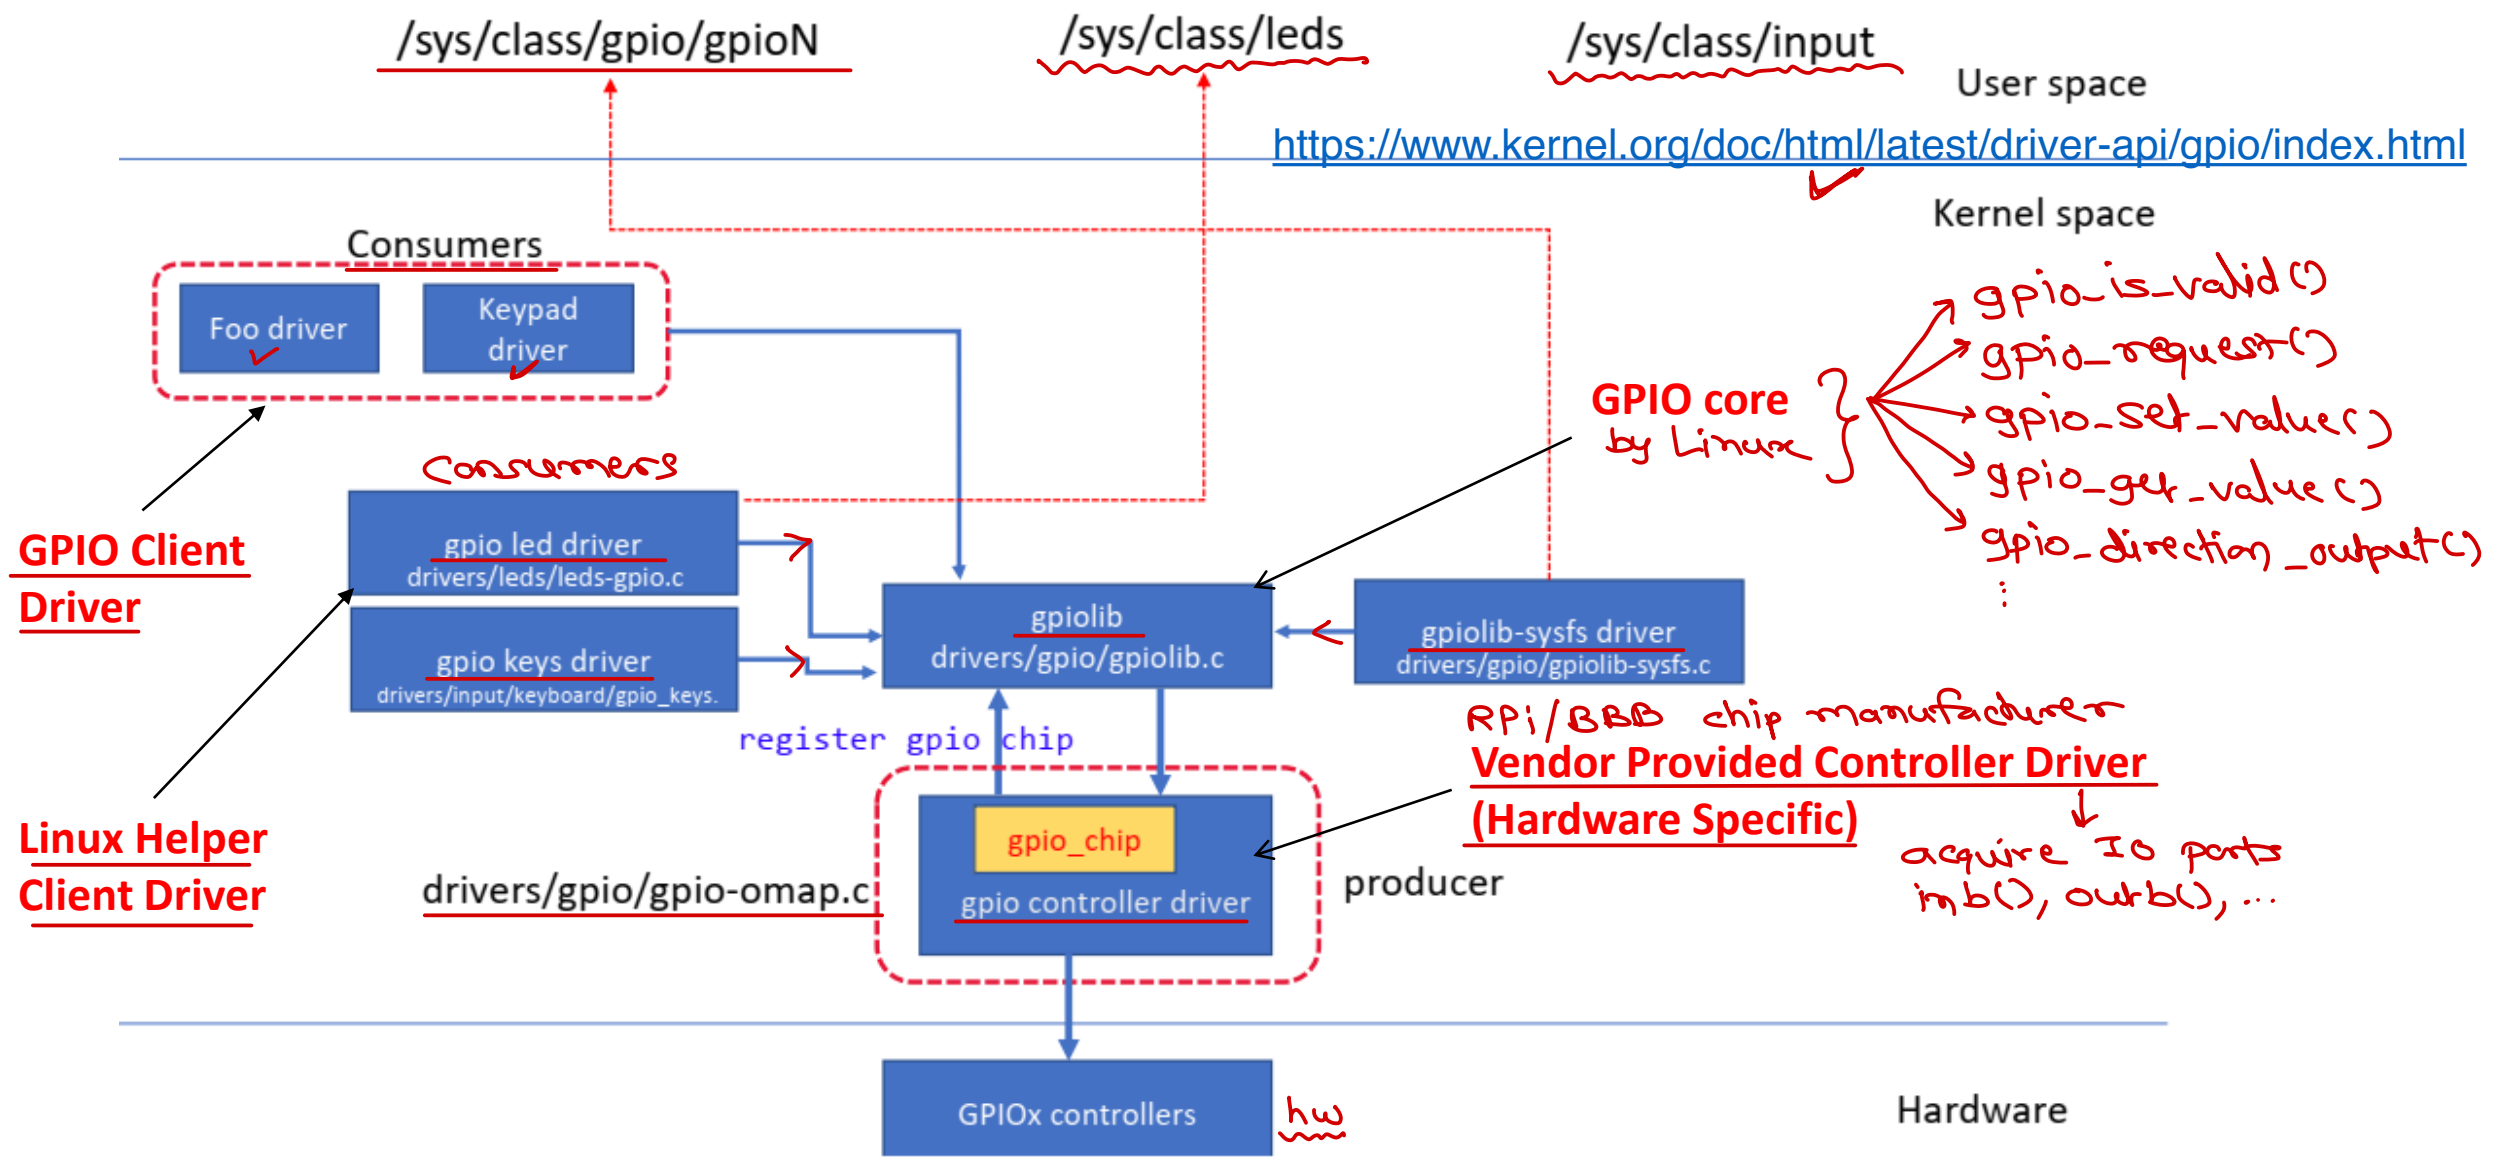 /sys/class/gpio/gpioN
/sys/class/leds
/sys/class/input
User space
https://www.kernel.org/doc/html/latest/driver-api/gpio/index.html
Kernel space
Consumers
Foo driver
Keypad
driver
gpio_is_valid()
gpio_request()
gpio_set_value()
gpio_get_value()
gpio_direction_output()
:
GPIO core
by Linux
Consumers
GPIO Client
Driver
gpio led driver
drivers/leds/leds-gpio.c
gpio keys driver
drivers/input/keyboard/gpio_keys.
gpiolib
drivers/gpio/gpiolib.c
gpiolib-sysfs driver
drivers/gpio/gpiolib-sysfs.c
register gpio chip
RPi/BBB chip manufacturer
Vendor Provided Controller Driver
(Hardware Specific)
acquire IO ports
inb(), outb(), ...
Linux Helper
Client Driver
drivers/gpio/gpio-omap.c
gpio_chip
gpio controller driver
producer
GPIOx controllers
hw
Hardware